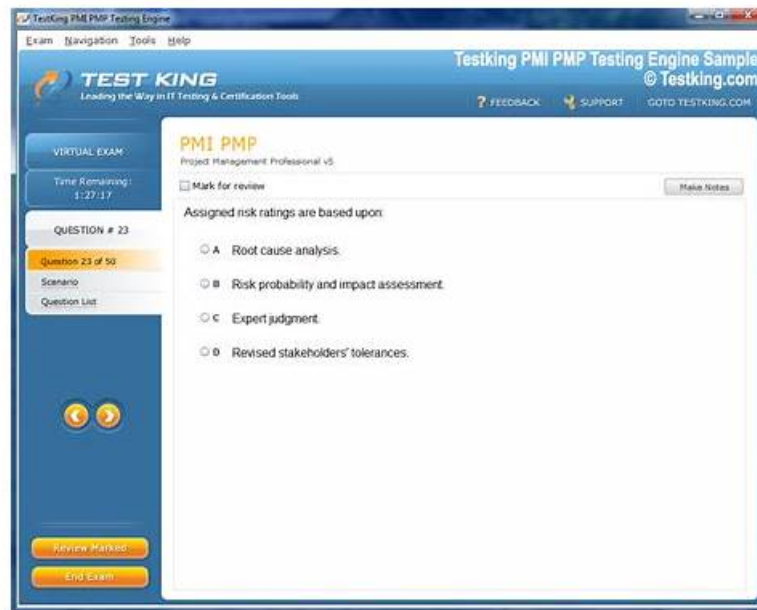 TestKing PMI PMP Testing Engine
Exam Navigation Tools Help
Testking PMI PMP Testing Engine Sample
© Testking.com
TEST KING
Leading the Way in IT Testing & Certification Tools
? FEEDBACK SUPPORT GOTO TESTKING.COM
VIRTUAL EXAM
Time Remaining:
1:27:17
QUESTION # 23
Question 23 of 50
Scenario
Question List
Review Marked
End Exam
PMI PMP
Project Management Professional v5
Mark for review
Make Notes
Assigned risk ratings are based upon:
A Root cause analysis.
B Risk probability and impact assessment.
C Expert judgment.
D Revised stakeholders' tolerances.